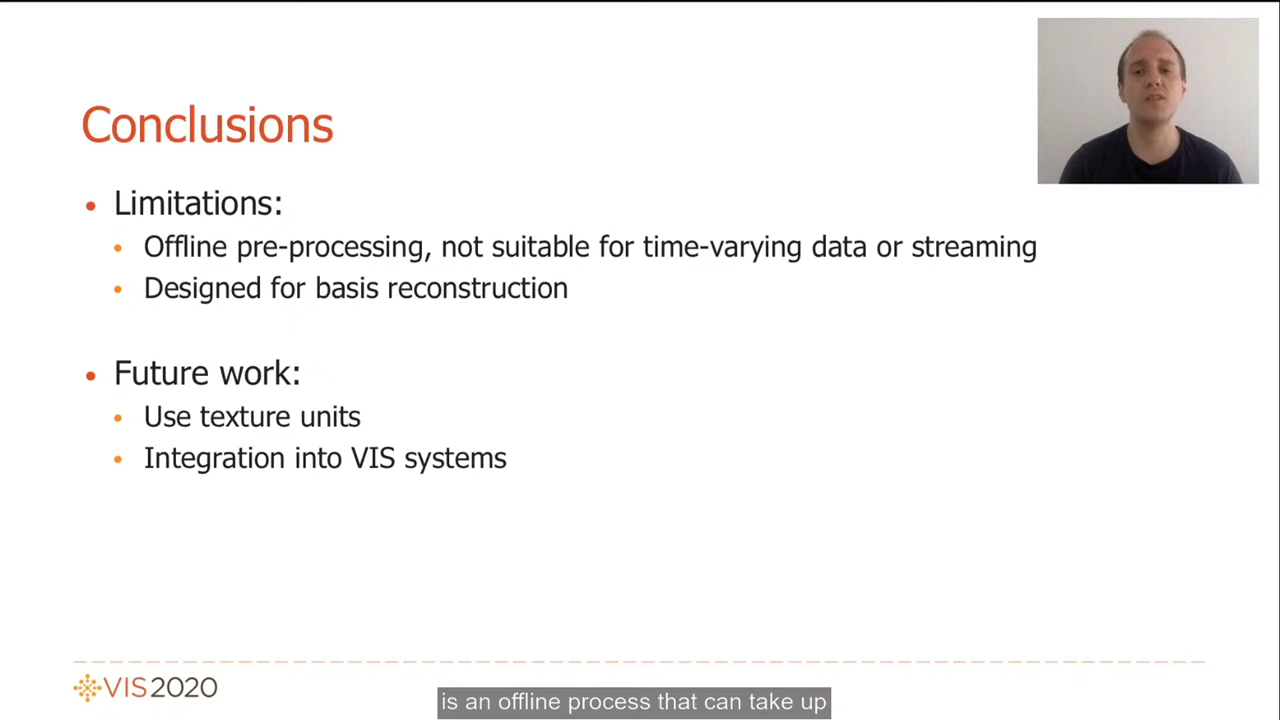 Conclusions
• Limitations:
• Offline pre-processing, not suitable for time-varying data or streaming
• Designed for basis reconstruction
• Future work:
• Use texture units
• Integration into VIS systems
VIS2020
is an offline process that can take up